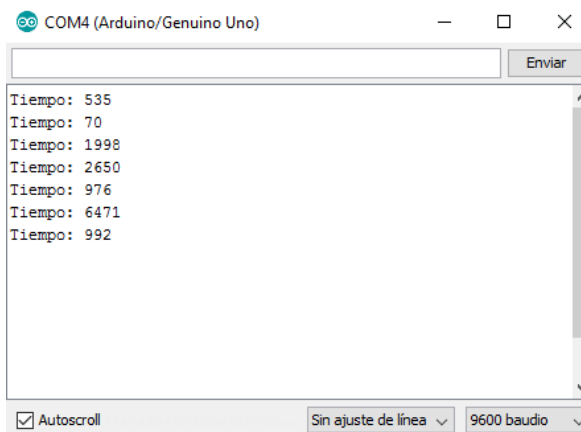 COM4 (Arduino/Genuino Uno)
Enviar
Tiempo: 535
Tiempo: 70
Tiempo: 1998
Tiempo: 2650
Tiempo: 976
Tiempo: 6471
Tiempo: 992
Autoscroll
Sin ajuste de línea
9600 baudio